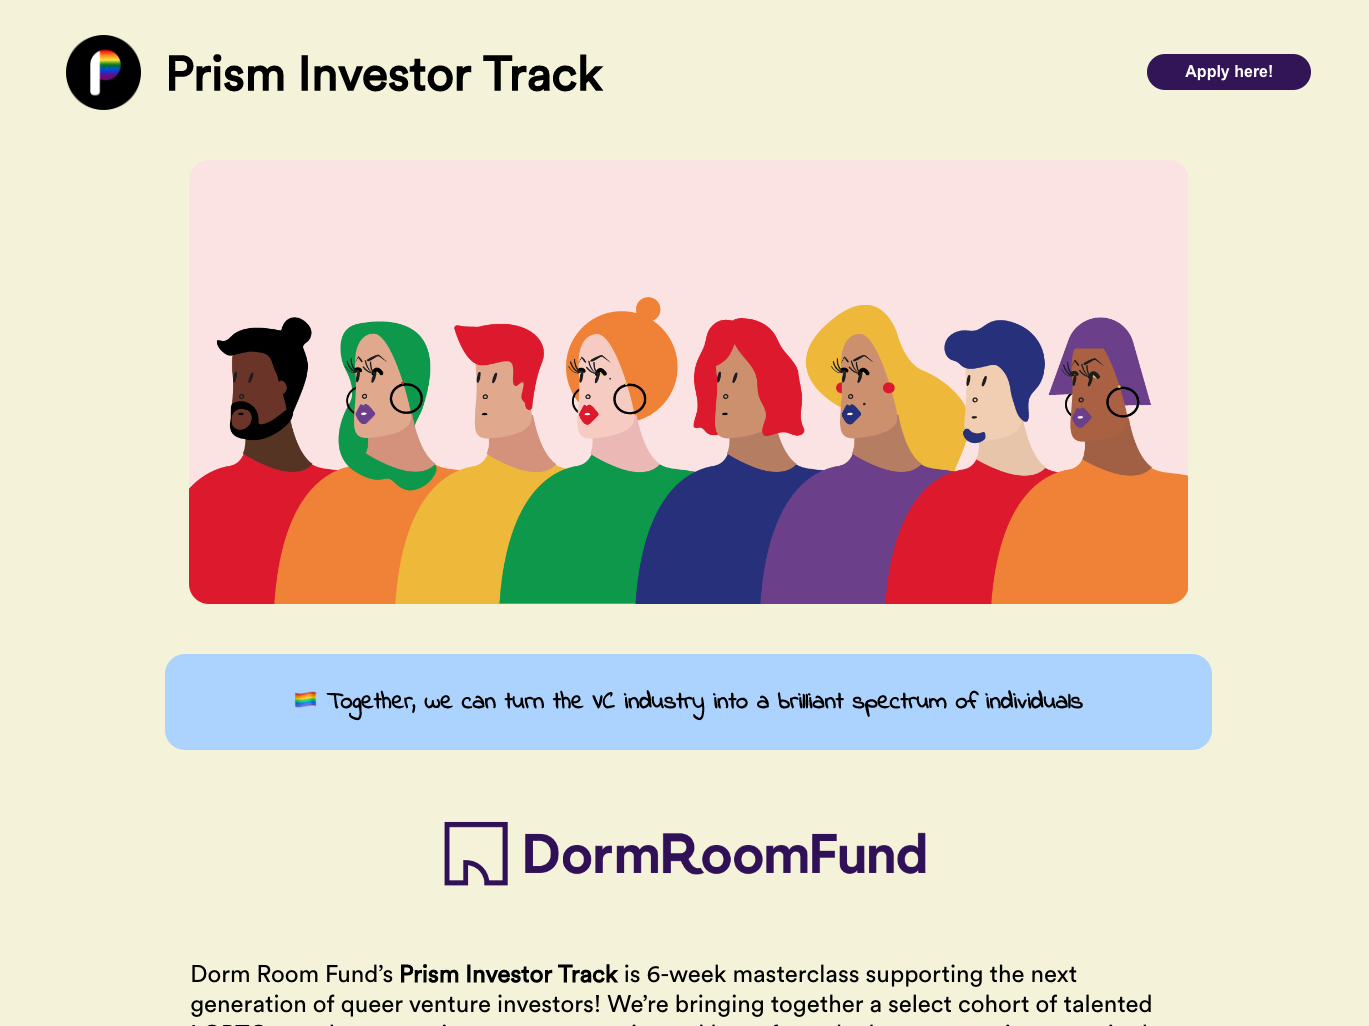 Prism Investor Track
Apply here!
🏳️‍🌈 Together, we can turn the VC industry into a brilliant spectrum of individuals
DormRoomFund
Dorm Room Fund’s Prism Investor Track is 6-week masterclass supporting the next
generation of queer venture investors! We’re bringing together a select cohort of talented